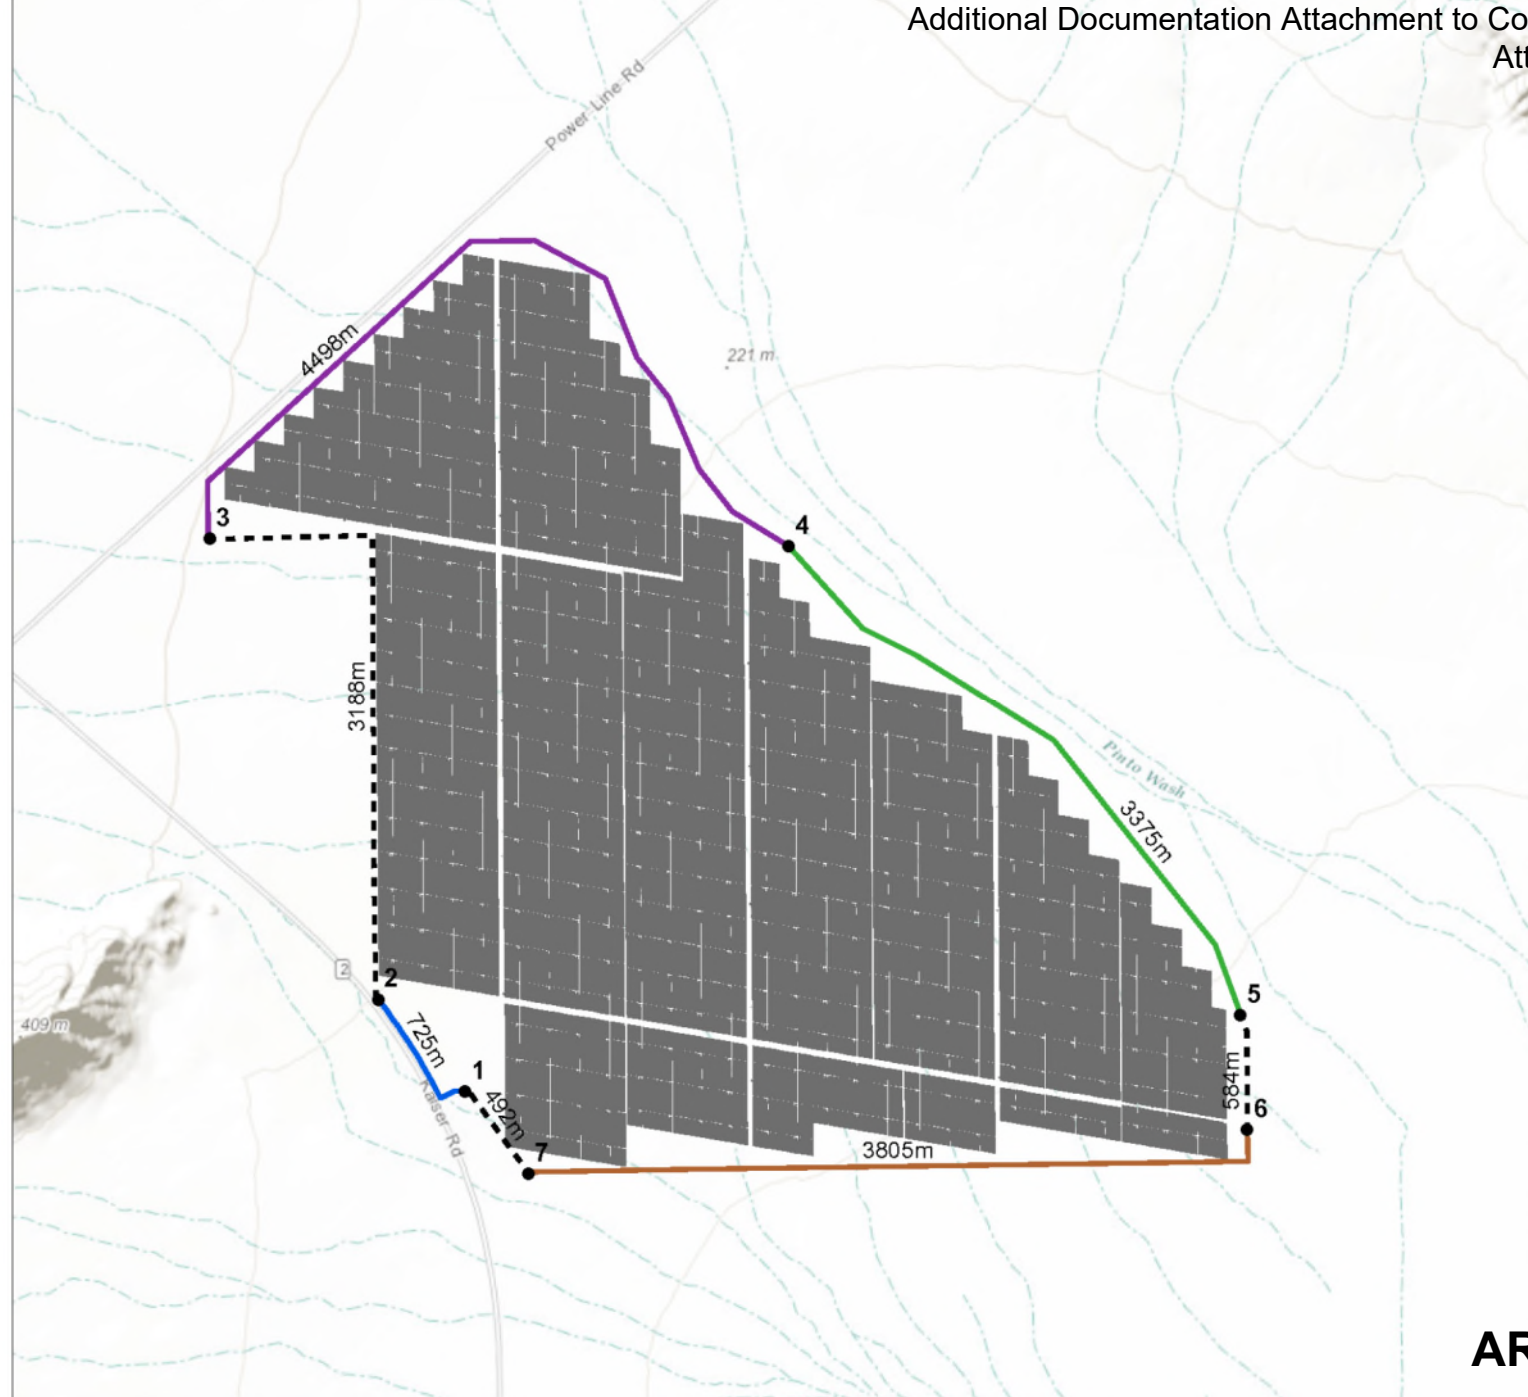 Additional Documentation Attachment to Co
Att
Power Line Rd
4498m
221 m
3
4
3188m
Pinto Wash
3375m
2
2
5
409 m
725m
1
584m
Kaiser Rd
492m
6
7
3805m
AR